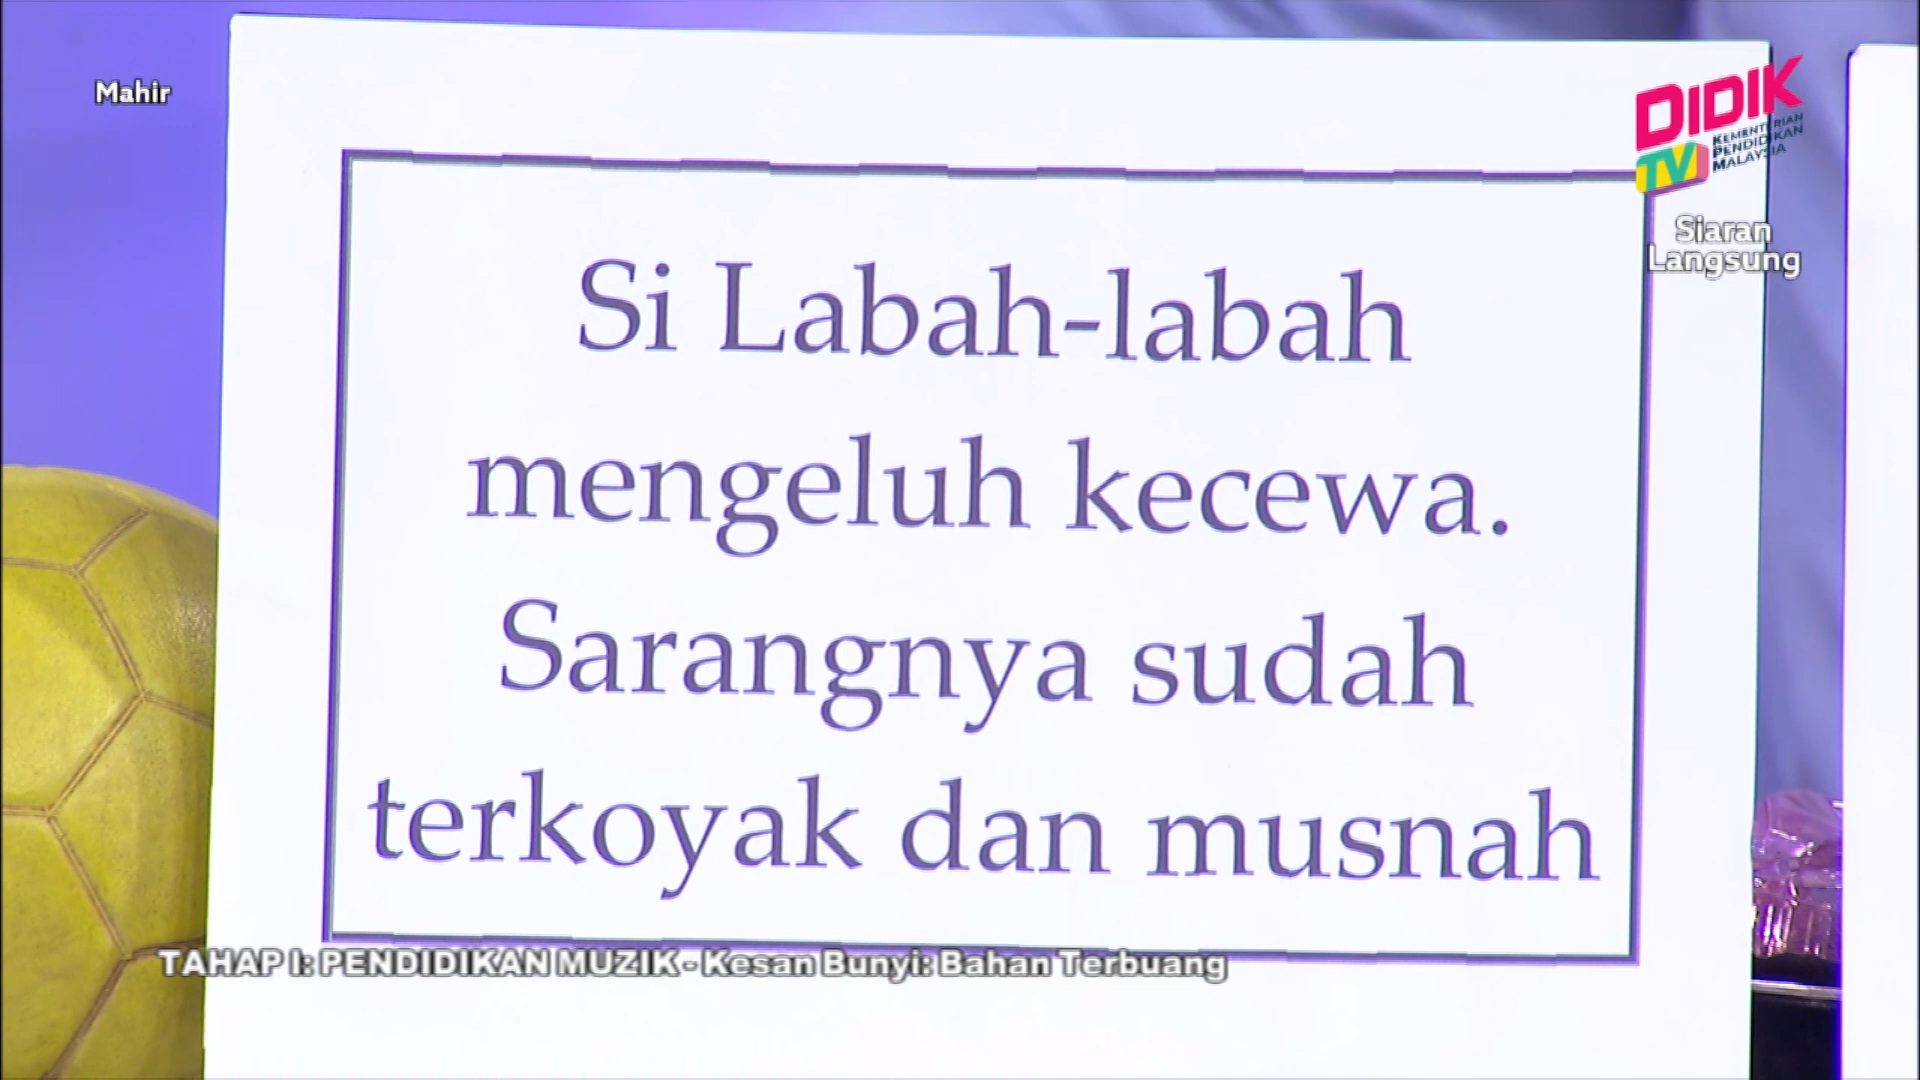 Mahir
DIDIK
TV
KEMENTERIAN
PENDIDIKAN
MALAYSIA
Siaran
Langsung
Si Labah-labah
mengeluh kecewa.
Sarangnya sudah
terkoyak dan musnah
TAHAP I: PENDIDIKAN MUZIK - Kesan Bunyi: Bahan Terbuang